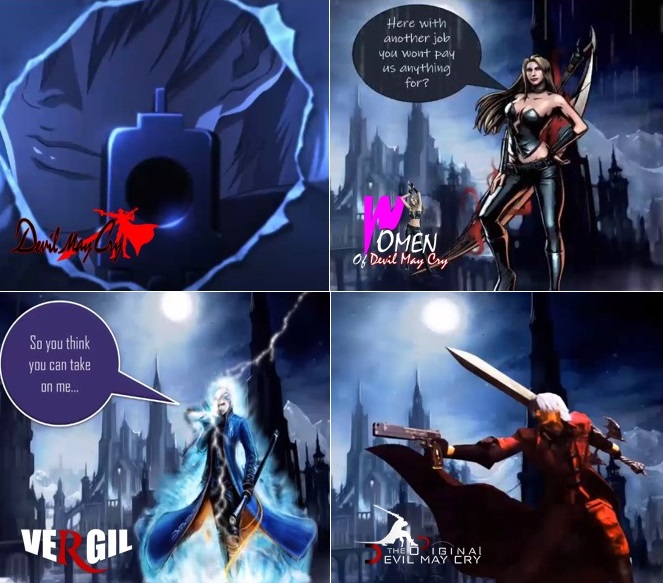 Devil May Cry
Here with
another job
you wont pay
us anything
for?
WOMEN
Of Devil May Cry
So you think
you can take
on me...
VERGIL
THE ORIGINAL
DEVIL MAY CRY